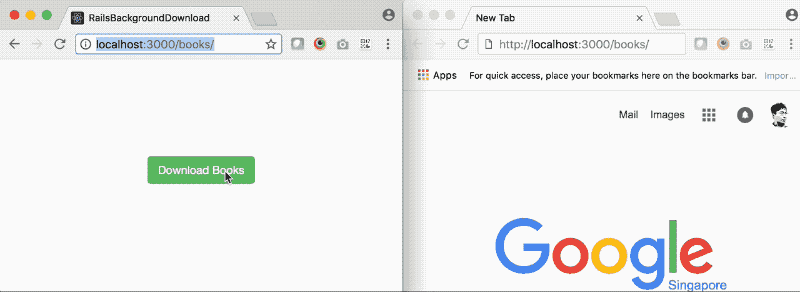 RailsBackgroundDownload
localhost:3000/books/
Download Books
New Tab
http://localhost:3000/books/
Apps
For quick access, place your bookmarks here on the bookmarks bar. Impor...
Mail
Images
Google
Singapore